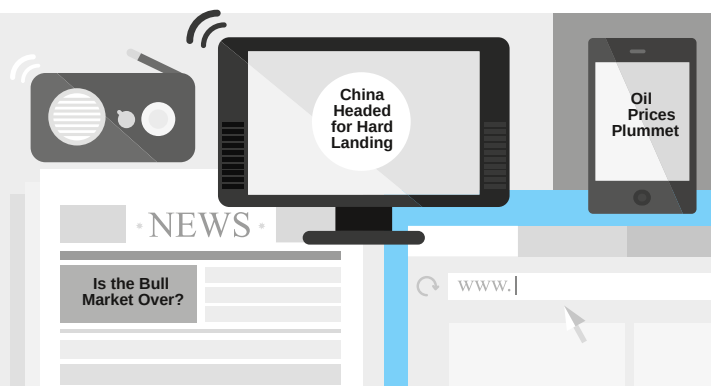 China
Headed
for Hard
Landing
Oil
Prices
Plummet
· NEWS ·
Is the Bull
Market Over?
www.